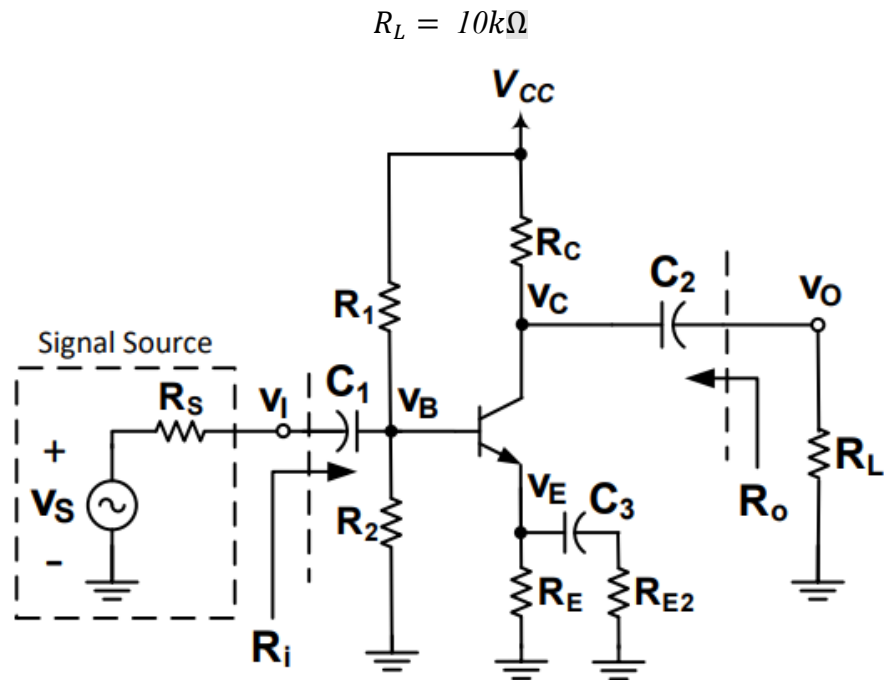 R_L = 10kΩ
V_CC
R_C
C_2
v_C
v_O
R_1
Signal Source
R_S
v_I
C_1
v_B
+
v_S
-
R_2
R_i
v_E
C_3
R_E
R_E2
R_o
R_L